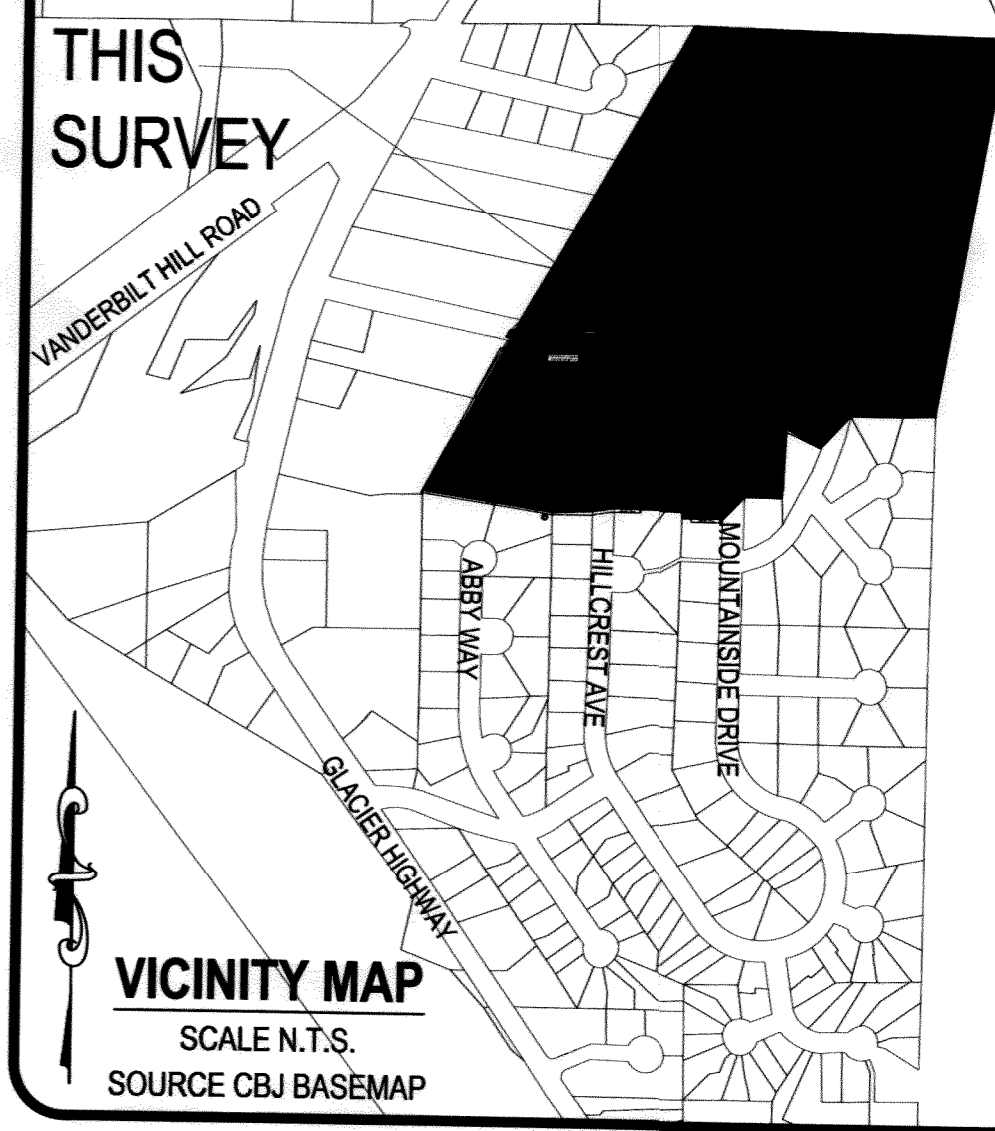 THIS
SURVEY
VANDERBILT HILL ROAD
ABBY WAY
HILLCREST AVE
MOUNTAINSIDE DRIVE
GLACIER HIGHWAY
VICINITY MAP
SCALE N.T.S.
SOURCE CBJ BASEMAP